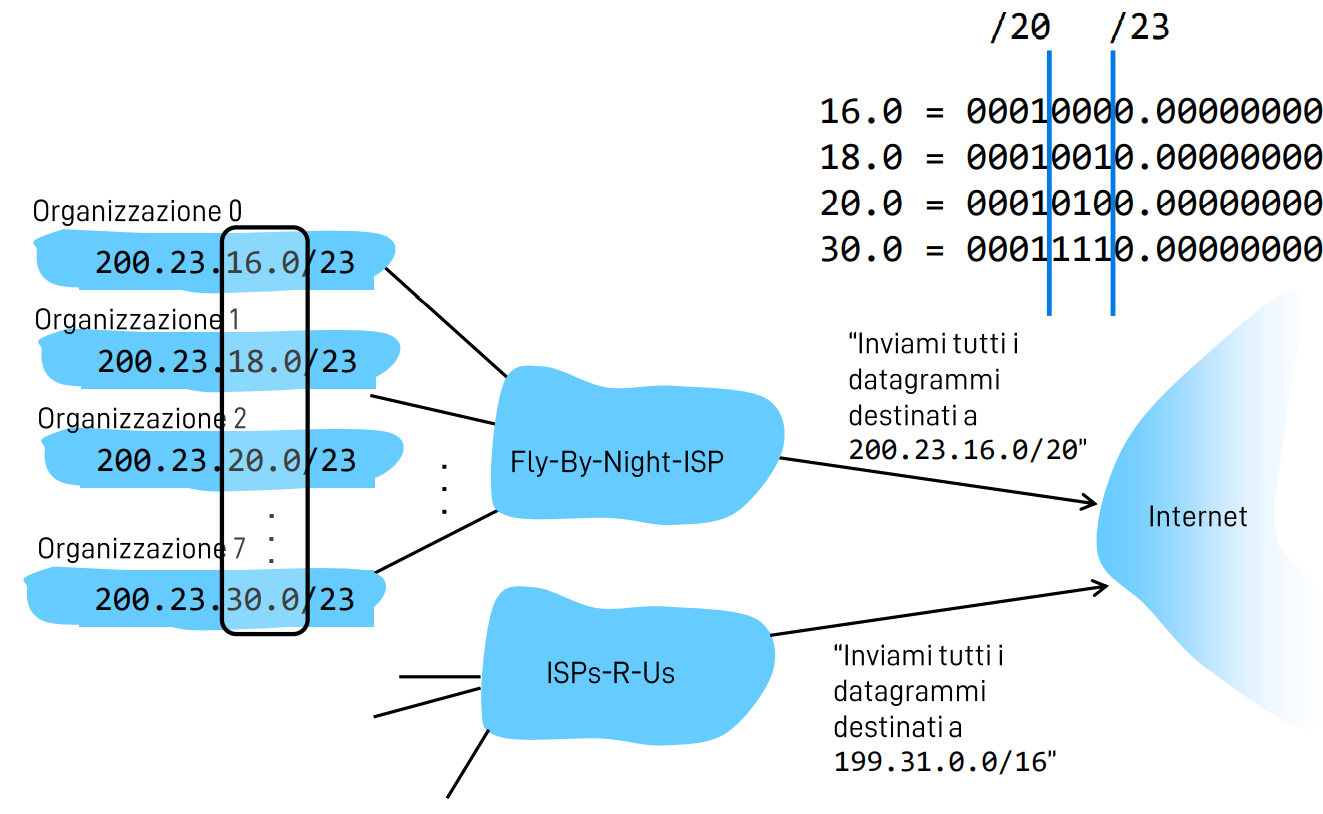 /20 /23
16.0 = 00010000.00000000
18.0 = 00010010.00000000
20.0 = 00010100.00000000
30.0 = 00011110.00000000
Organizzazione 0
200.23.16.0/23
Organizzazione 1
200.23.18.0/23
Organizzazione 2
200.23.20.0/23
Organizzazione 7
200.23.30.0/23
Fly-By-Night-ISP
“Inviami tutti i
datagrammi
destinati a
200.23.16.0/20”
Internet
ISPs-R-Us
“Inviami tutti i
datagrammi
destinati a
199.31.0.0/16”